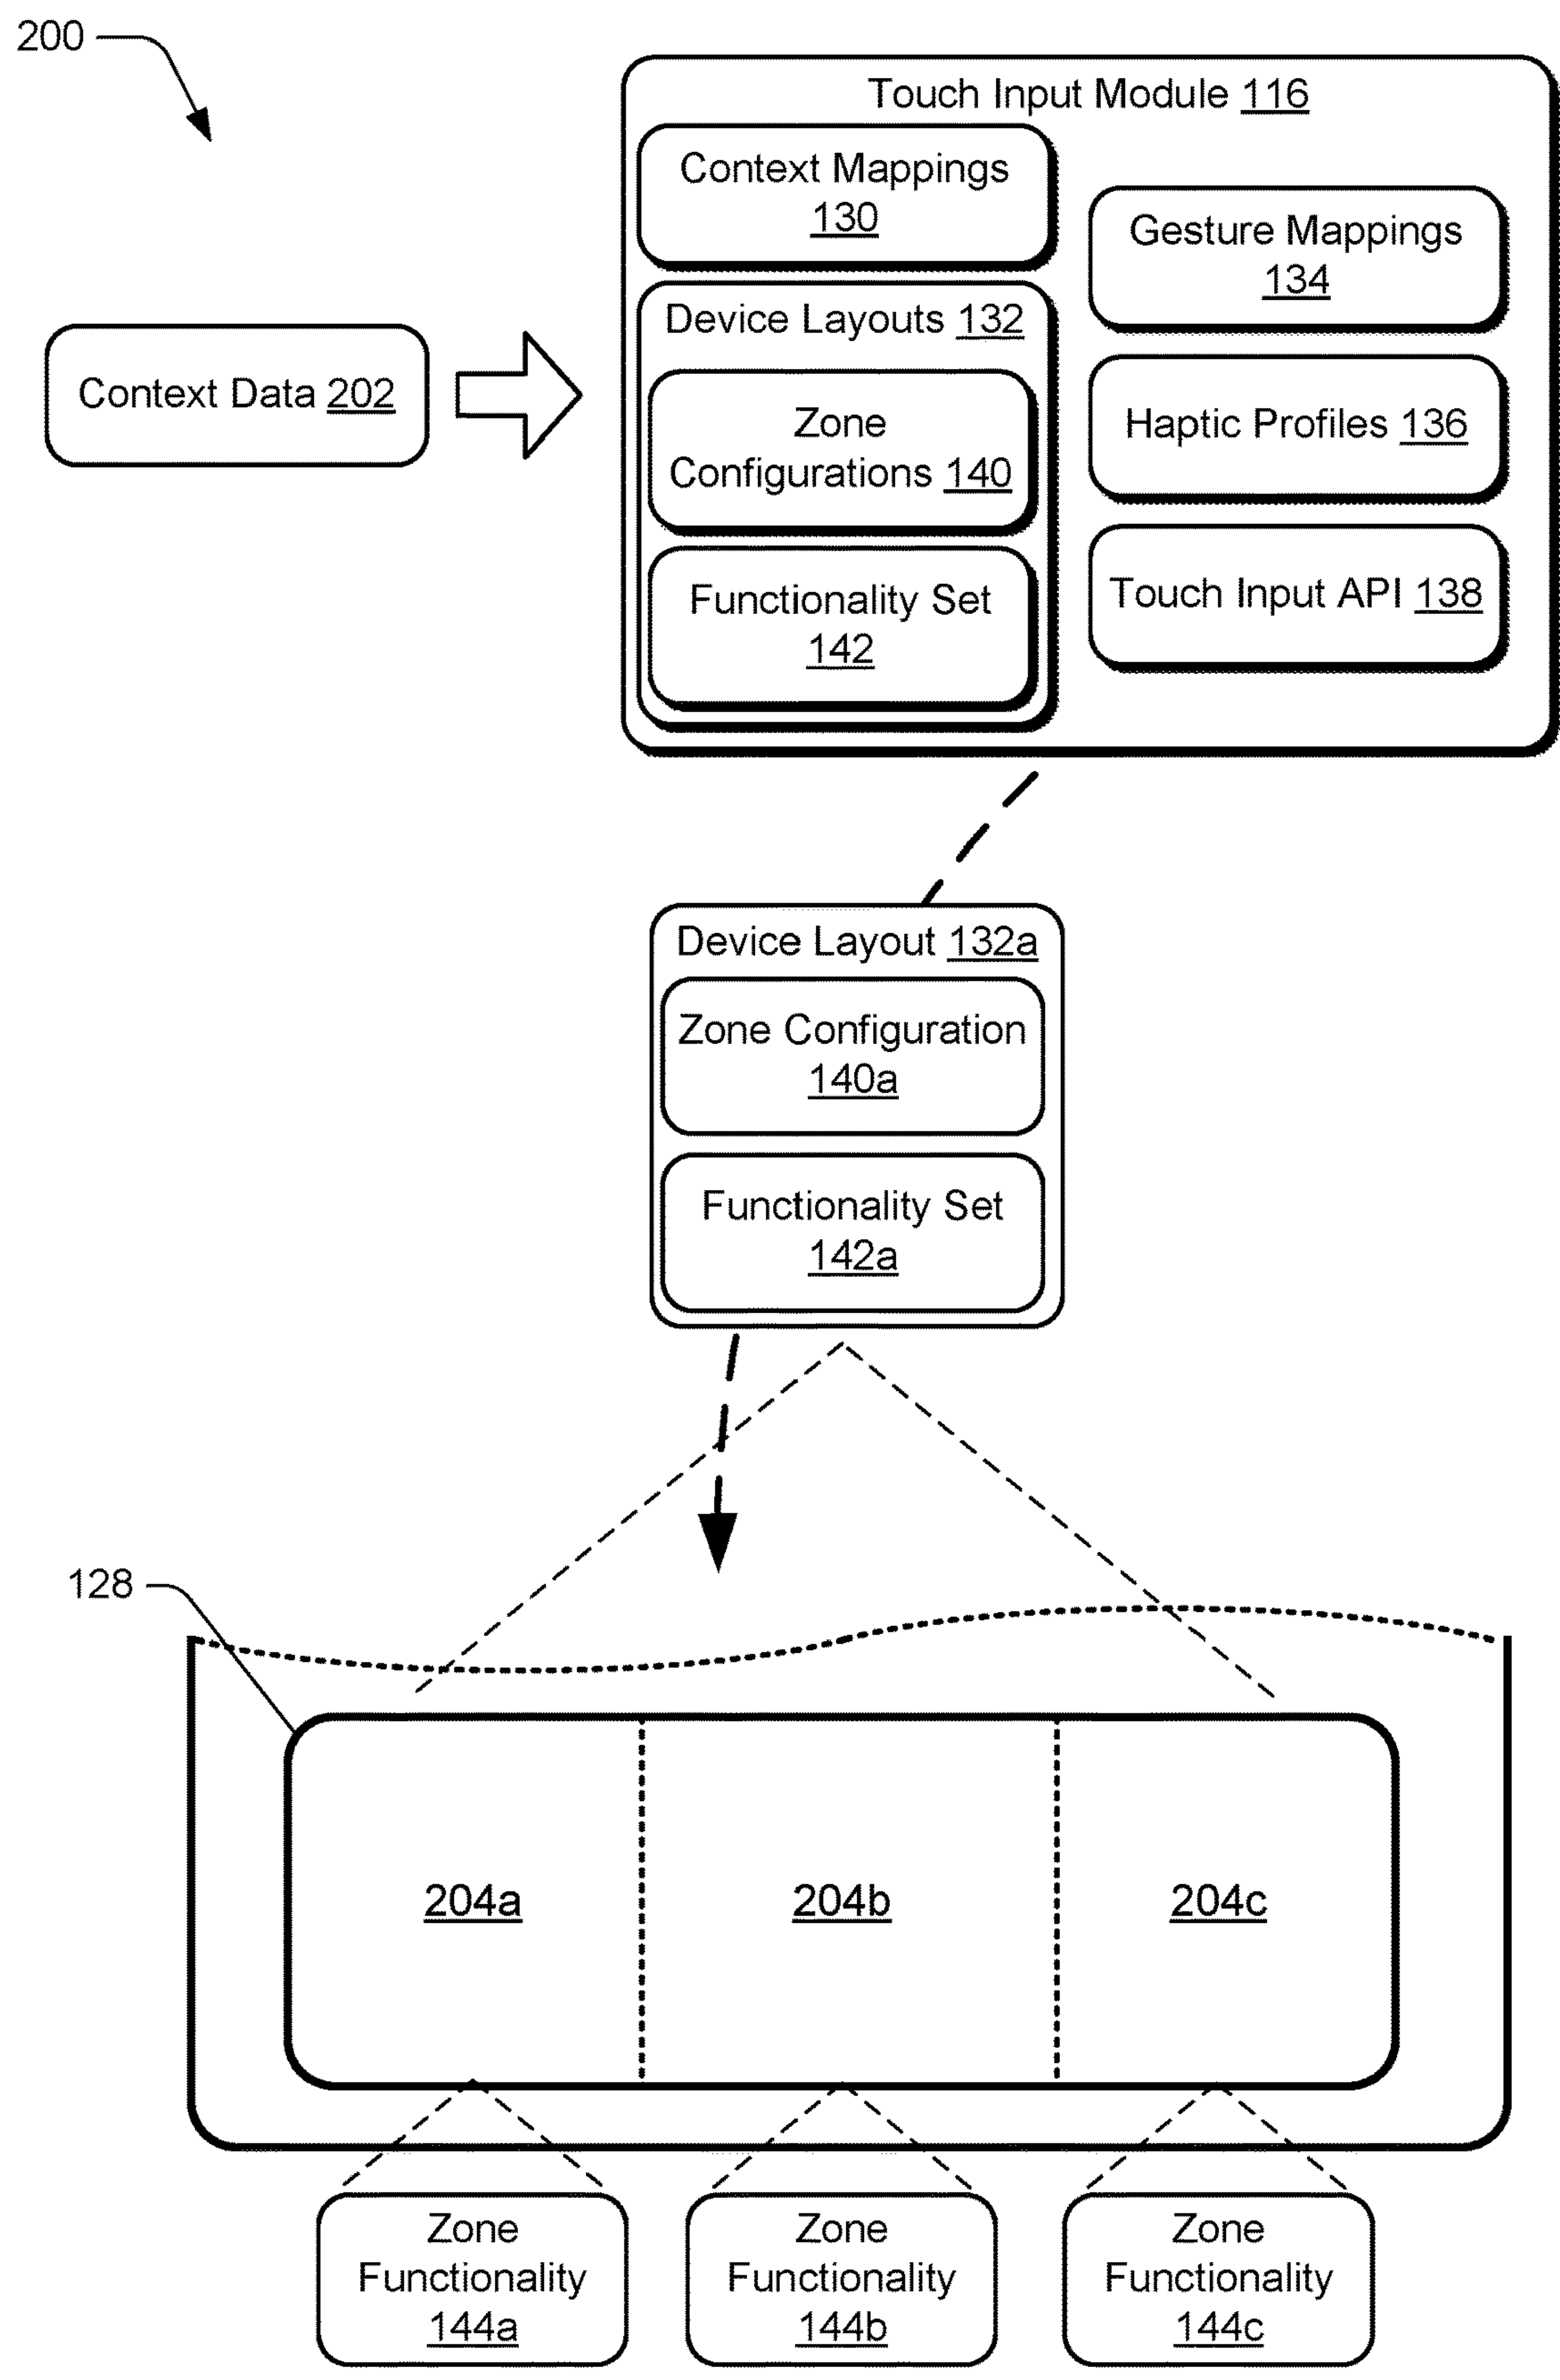 200
Touch Input Module 116
Context Mappings
130
Gesture Mappings
134
Device Layouts 132
Context Data 202
Zone
Configurations 140
Haptic Profiles 136
Functionality Set
142
Touch Input API 138
Device Layout 132a
Zone Configuration
140a
Functionality Set
142a
128
204a
204b
204c
Zone
Functionality
144a
Zone
Functionality
144b
Zone
Functionality
144c